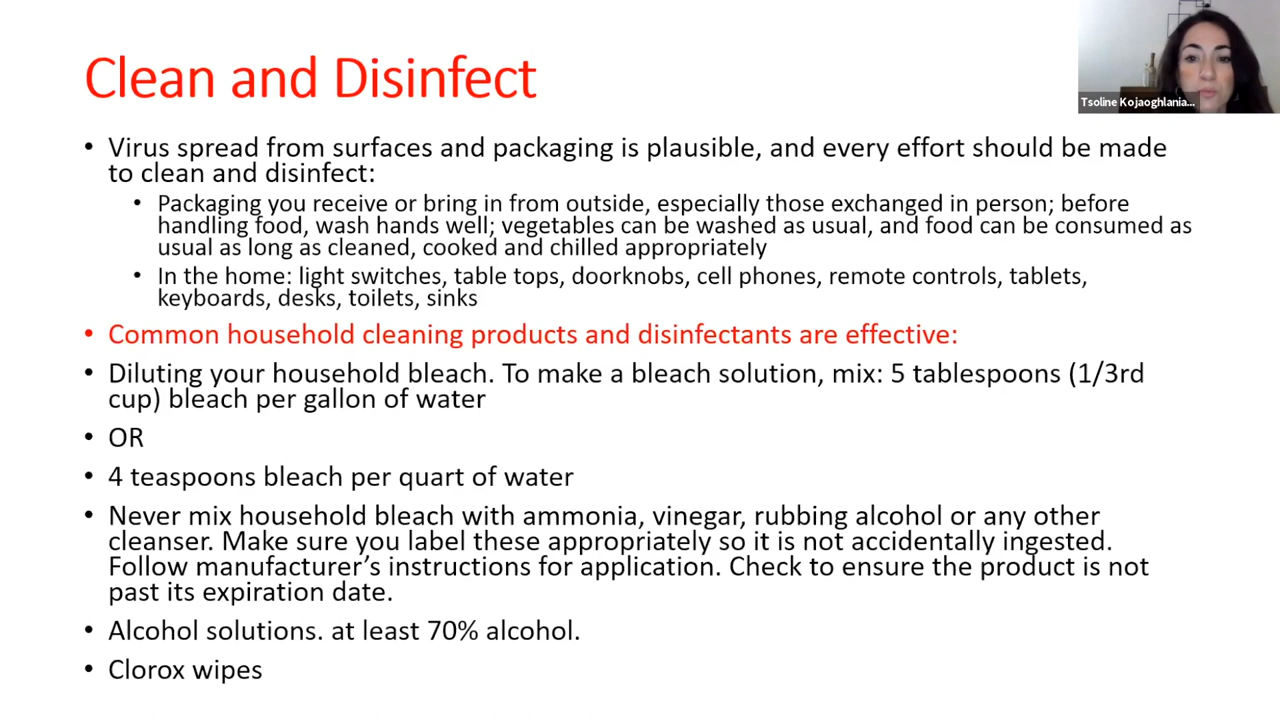 Clean and Disinfect
Tsoline Kojaoghlania...
• Virus spread from surfaces and packaging is plausible, and every effort should be made
to clean and disinfect:
• Packaging you receive or bring in from outside, especially those exchanged in person; before
handling food, wash hands well; vegetables can be washed as usual, and food can be consumed as
usual as long as cleaned, cooked and chilled appropriately
• In the home: light switches, table tops, doorknobs, cell phones, remote controls, tablets,
keyboards, desks, toilets, sinks
• Common household cleaning products and disinfectants are effective:
• Diluting your household bleach. To make a bleach solution, mix: 5 tablespoons (1/3rd
cup) bleach per gallon of water
• OR
• 4 teaspoons bleach per quart of water
• Never mix household bleach with ammonia, vinegar, rubbing alcohol or any other
cleanser. Make sure you label these appropriately so it is not accidentally ingested.
Follow manufacturer’s instructions for application. Check to ensure the product is not
past its expiration date.
• Alcohol solutions. at least 70% alcohol.
• Clorox wipes